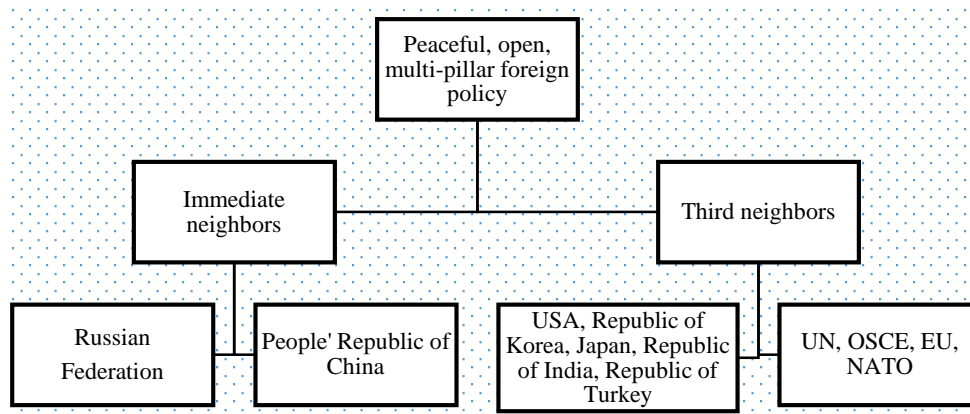 Peaceful, open,
multi-pillar foreign
policy
Immediate
neighbors
Third neighbors
Russian
Federation
People' Republic of
China
USA, Republic of
Korea, Japan, Republic
of India, Republic of
Turkey
UN, OSCE, EU,
NATO